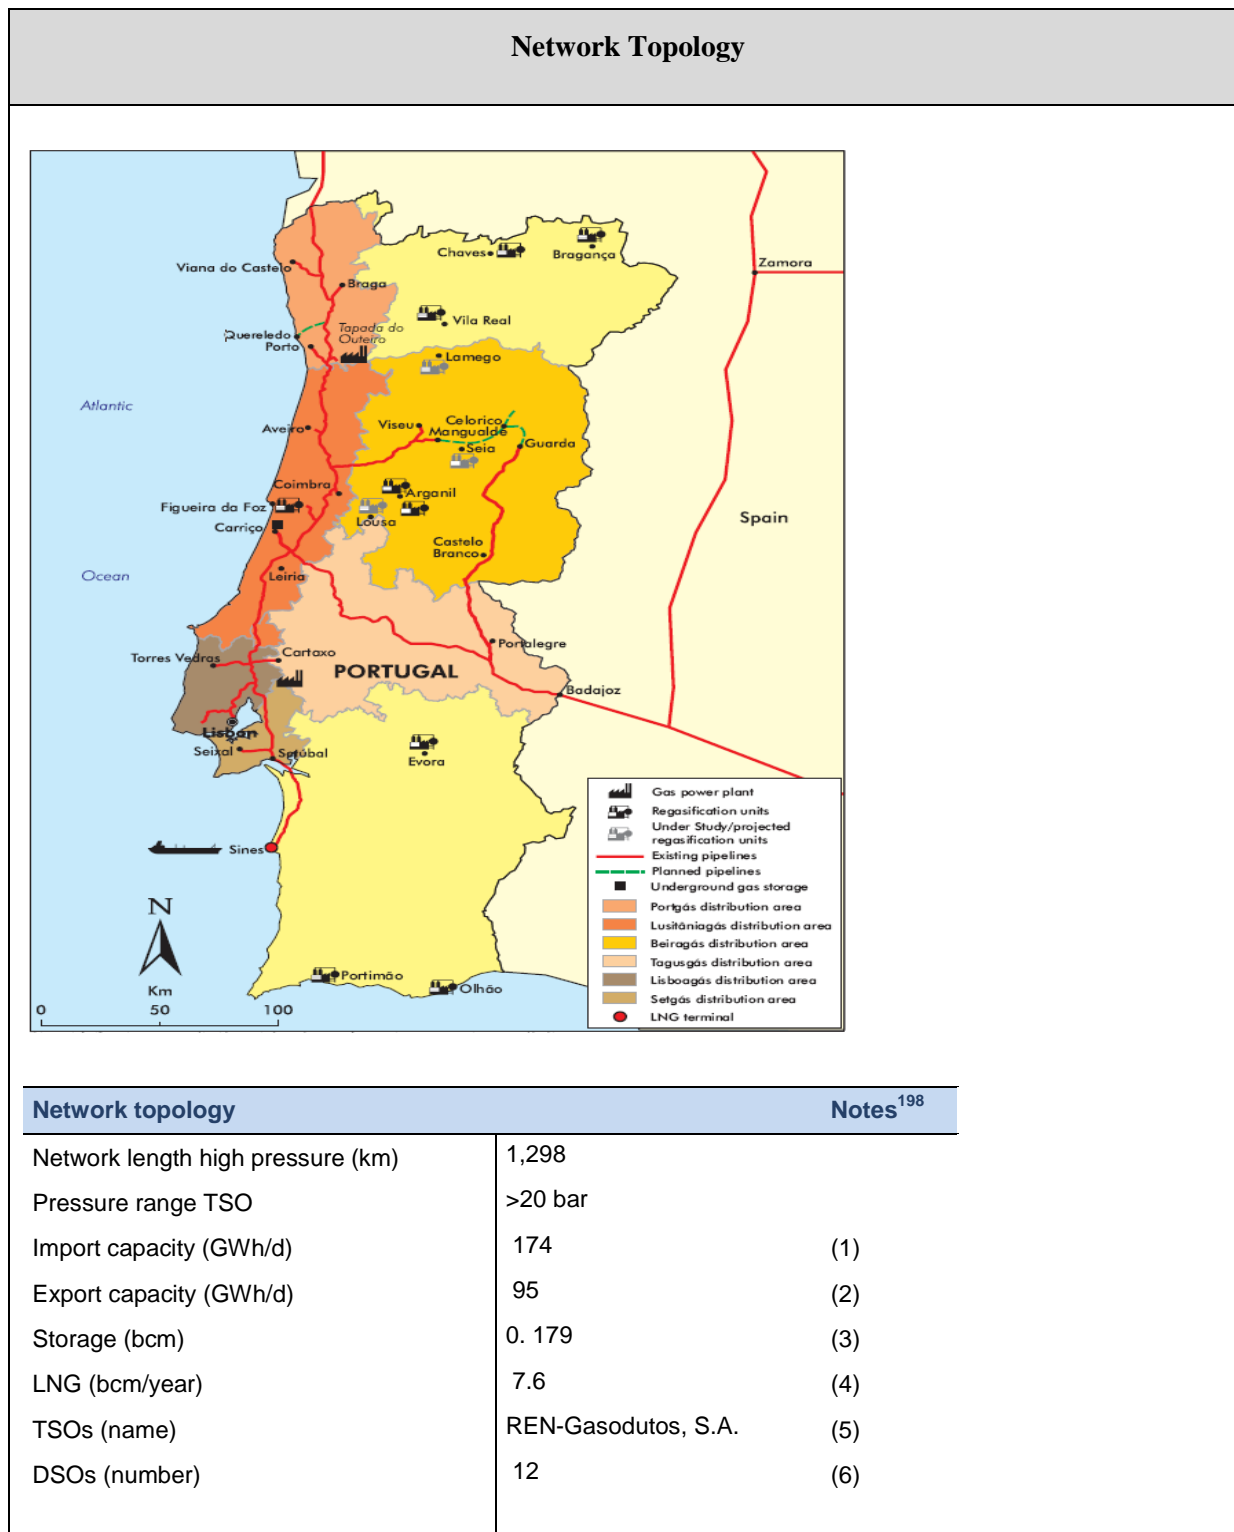 Network Topology
Chaves
Bragança
Zamora
Viana do Castelo
Braga
Vila Real
Quereledo
Tapada do
Outeiro
Porto
Lamego
Atlantic
Aveiro
Viseu
Celorico
Mangualde
Seia
Guarda
Coimbra
Arganil
Figueira da Foz
Lousa
Carriço
Spain
Castelo
Branco
Ocean
Leiria
Portalegre
Torres Vedras
Cartaxo
PORTUGAL
Badajoz
Lisbon
Seixal
Setúbal
Evora
Sines
Gas power plant
Regasification units
Under Study/projected
regasification units
Existing pipelines
Planned pipelines
Underground gas storage
Portgás distribution area
Lusitâniagás distribution area
Beiragás distribution area
Tagusgás distribution area
Lisboagás distribution area
Setgás distribution area
LNG terminal
N
Km
0 50 100
Portimão
Olhão
Network topology Notes198
Network length high pressure (km) 1,298
Pressure range TSO >20 bar
Import capacity (GWh/d) 174 (1)
Export capacity (GWh/d) 95 (2)
Storage (bcm) 0. 179 (3)
LNG (bcm/year) 7.6 (4)
TSOs (name) REN-Gasodutos, S.A. (5)
DSOs (number) 12 (6)